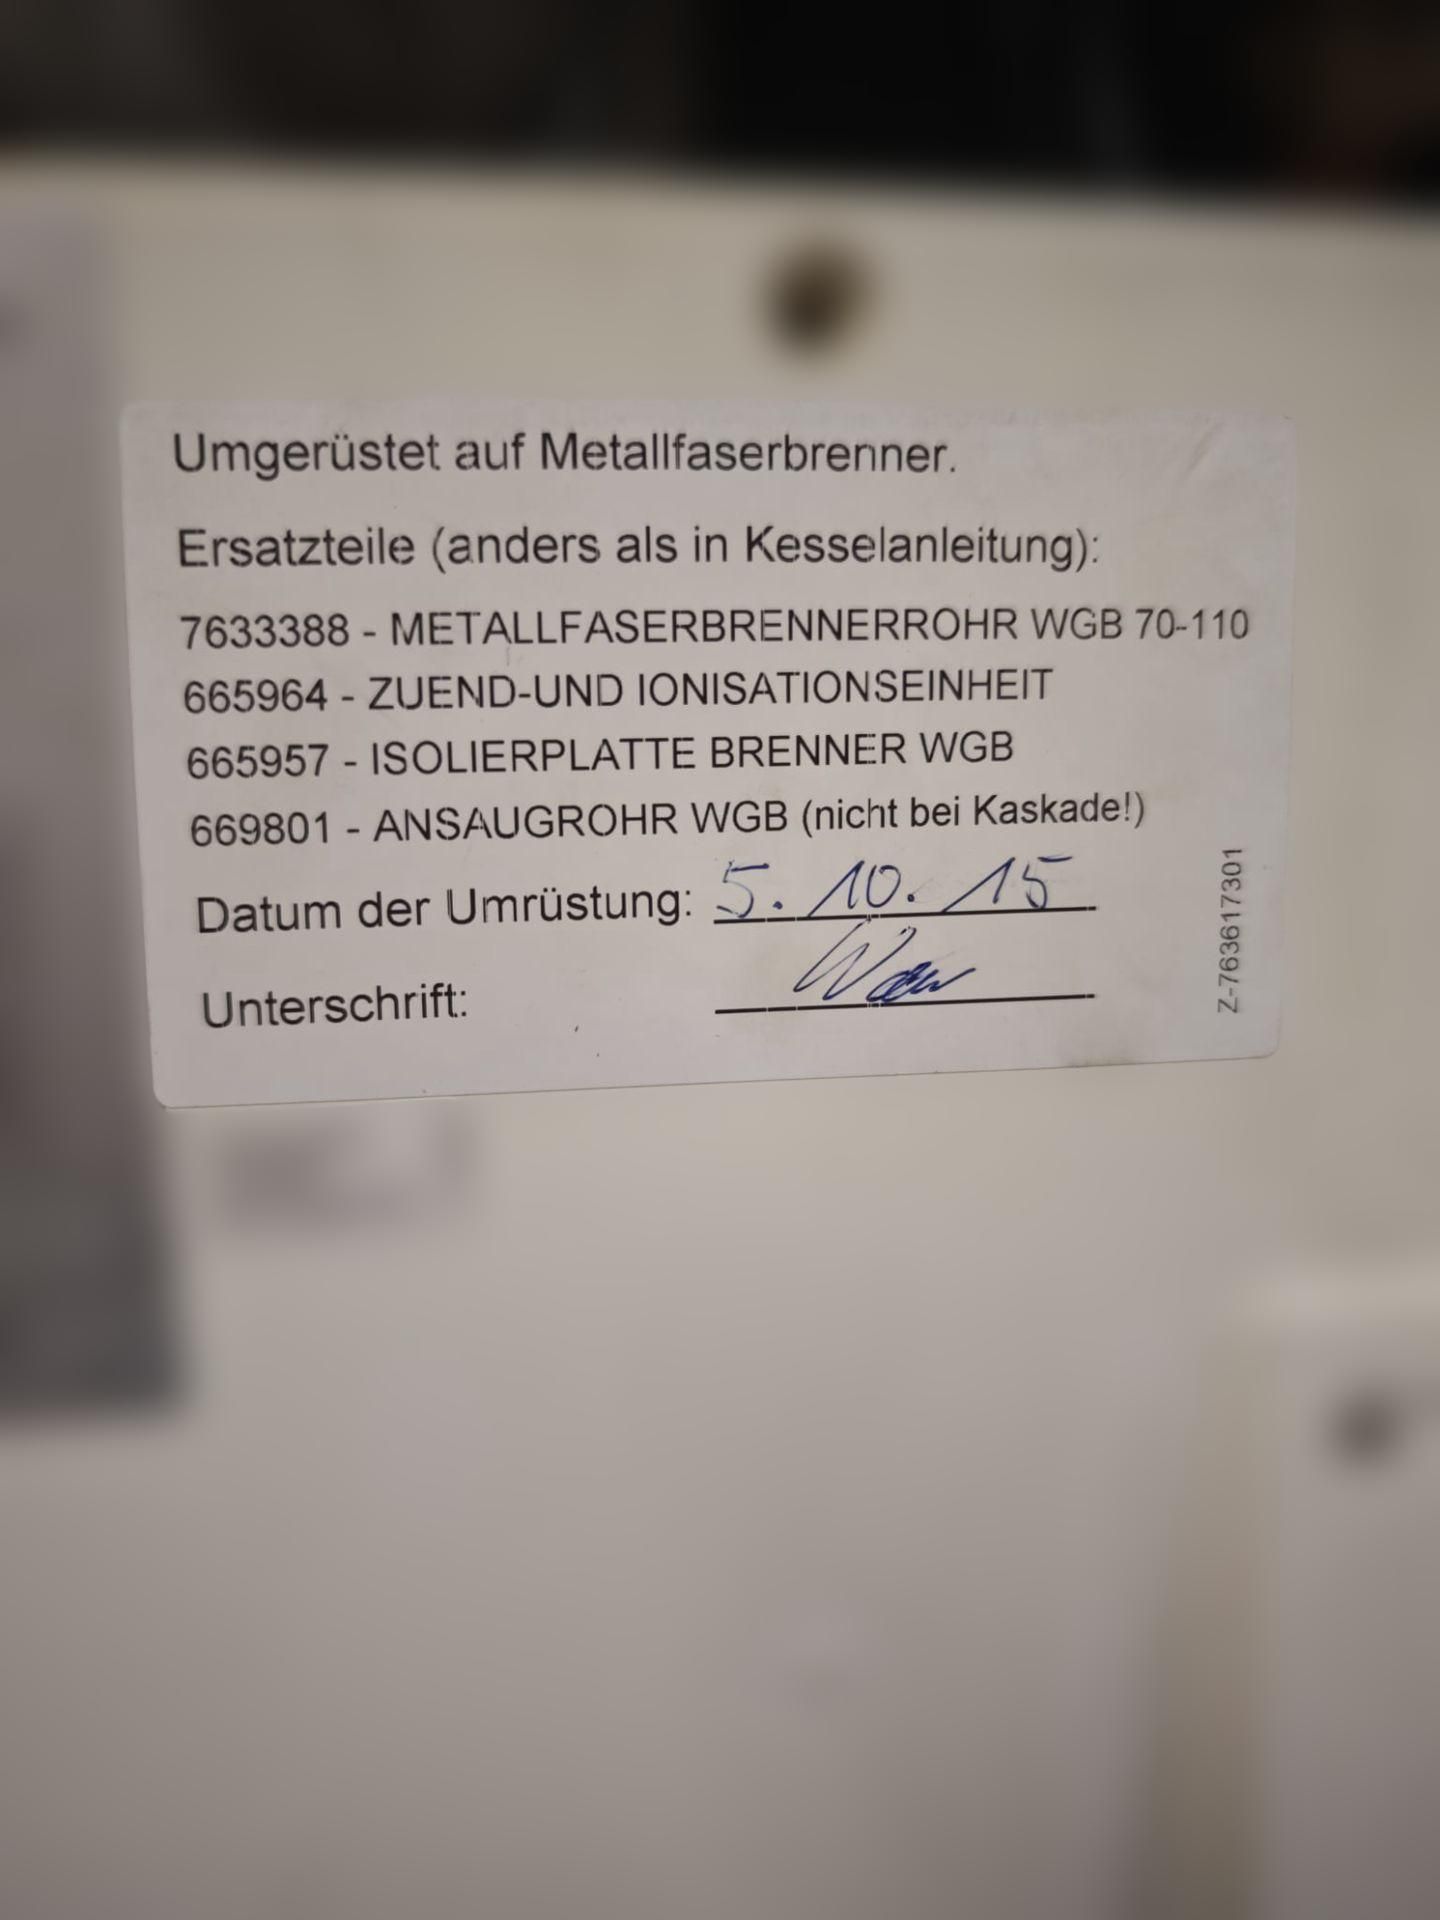 Umgerüstet auf Metallfaserbrenner.
Ersatzteile (anders als in Kesselanleitung):
7633388 - METALLFASERBRENNERROHR WGB 70-110
665964 - ZUEND-UND IONISATIONSEINHEIT
665957 - ISOLIERPLATTE BRENNER WGB
669801 - ANSAUGROHR WGB (nicht bei Kaskade!)
Datum der Umrüstung: 5. 10. 15
Unterschrift:
Z-763617301